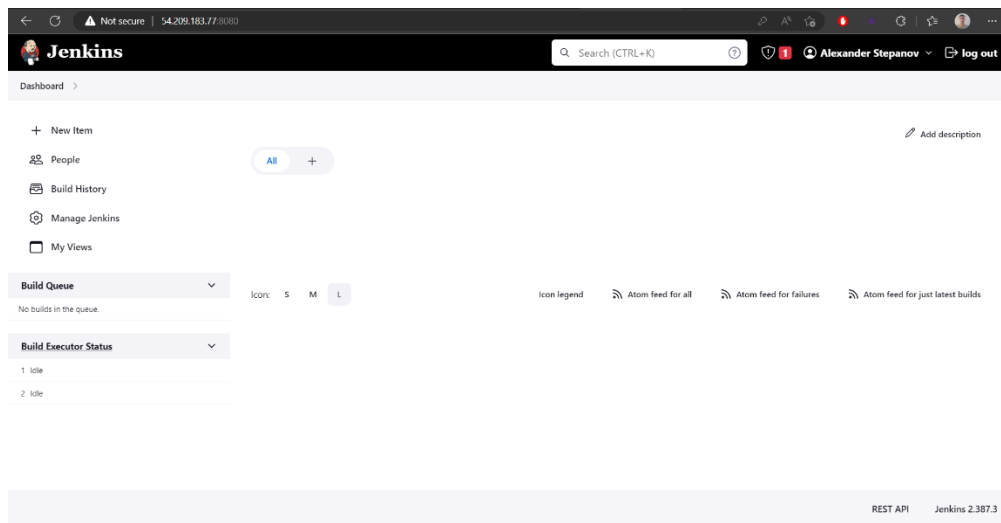 Not secure | 54.209.183.77:8080
Jenkins
Search (CTRL+K)
1
Alexander Stepanov
log out
Dashboard
New Item
Add description
People
All
+
Build History
Manage Jenkins
My Views
Build Queue
No builds in the queue.
Icon: S M L
Icon legend
Atom feed for all
Atom feed for failures
Atom feed for just latest builds
Build Executor Status
1 Idle
2 Idle
REST API
Jenkins 2.387.3